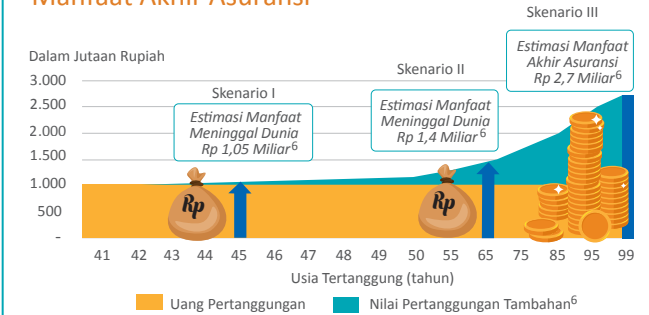 Manfaat Akhir Asuransi
Skenario III
Dalam Jutaan Rupiah
Estimasi Manfaat
Akhir Asuransi
Rp 2,7 Miliar6
Skenario II
Estimasi Manfaat
Meninggal Dunia
Rp 1,4 Miliar6
Skenario I
Estimasi Manfaat
Meninggal Dunia
Rp 1,05 Miliar6
3.000
2.500
2.000
1.500
1.000
500
-
Rp
Rp
41 42 43 44 45 46 47 48 49 50 55 65 75 85 95 99
Usia Tertanggung (tahun)
Uang Pertanggungan
Nilai Pertanggungan Tambahan6